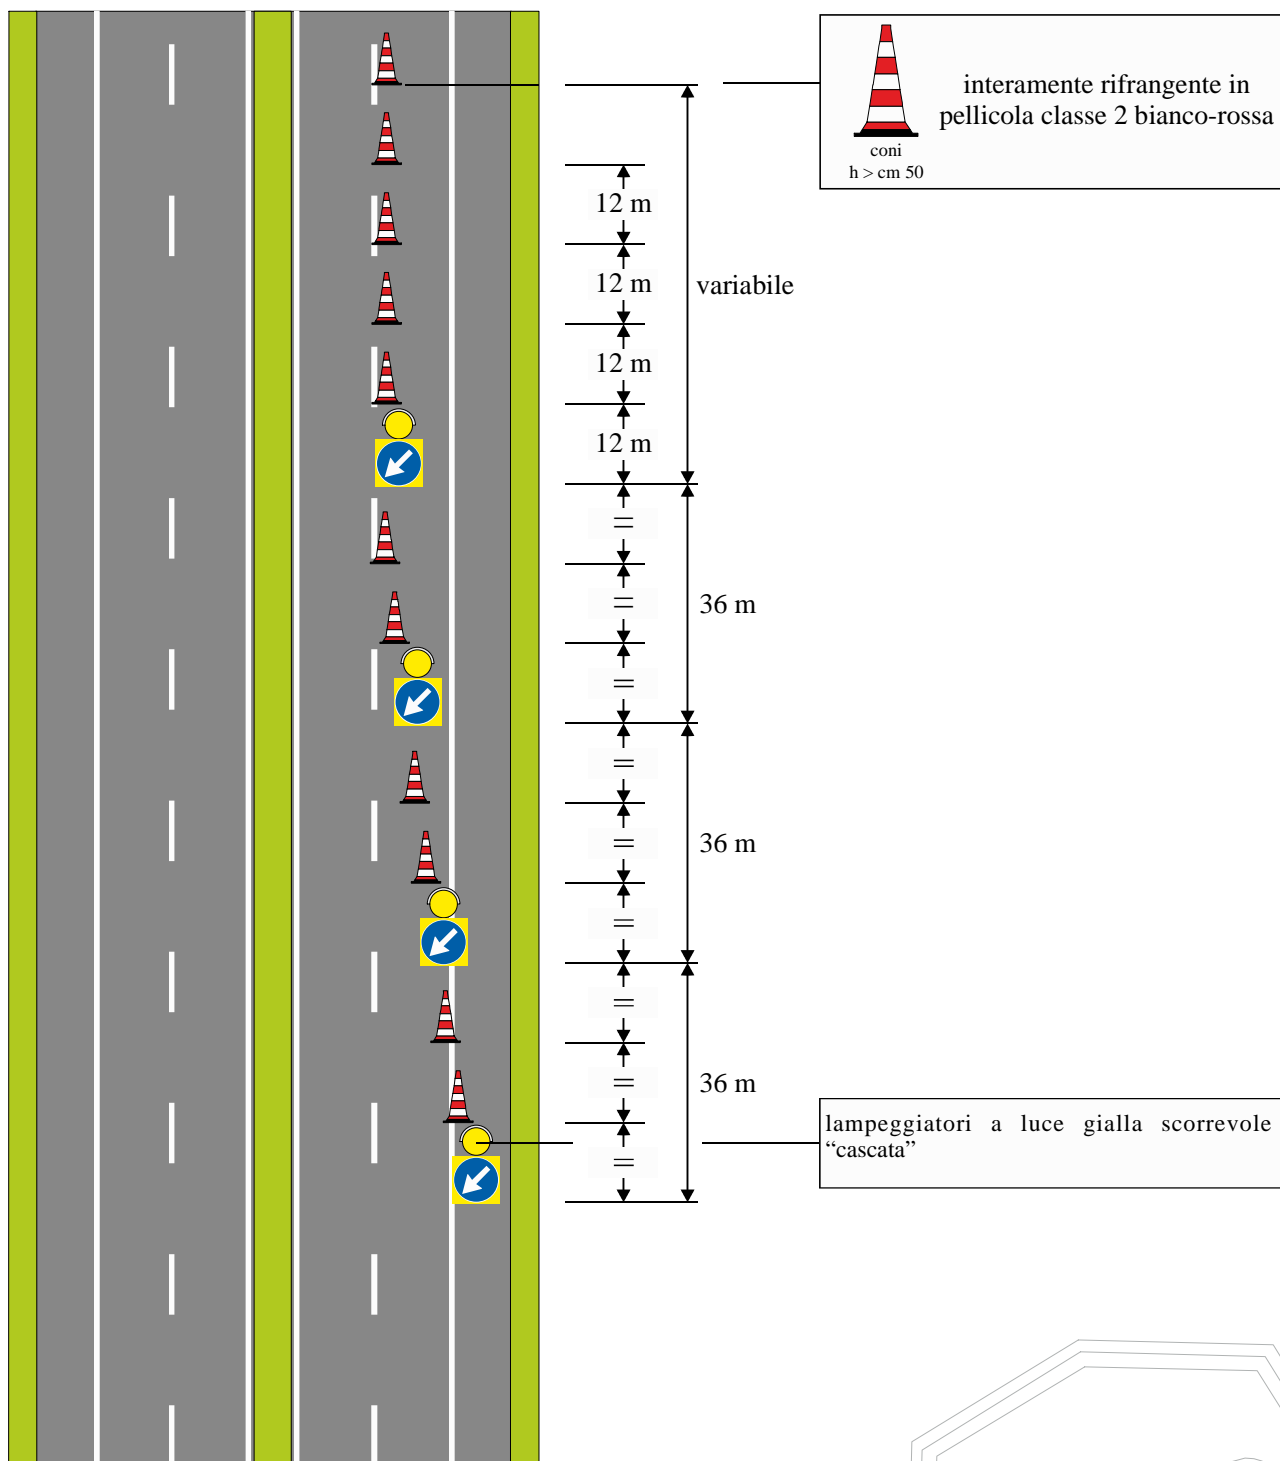 interamente rifrangente in
pellicola classe 2 bianco-rossa
coni
h > cm 50
12 m
12 m
variabile
12 m
12 m
=
=
36 m
=
=
=
36 m
=
=
=
36 m
=
lampeggiatori a luce gialla scorrevole
“cascata”